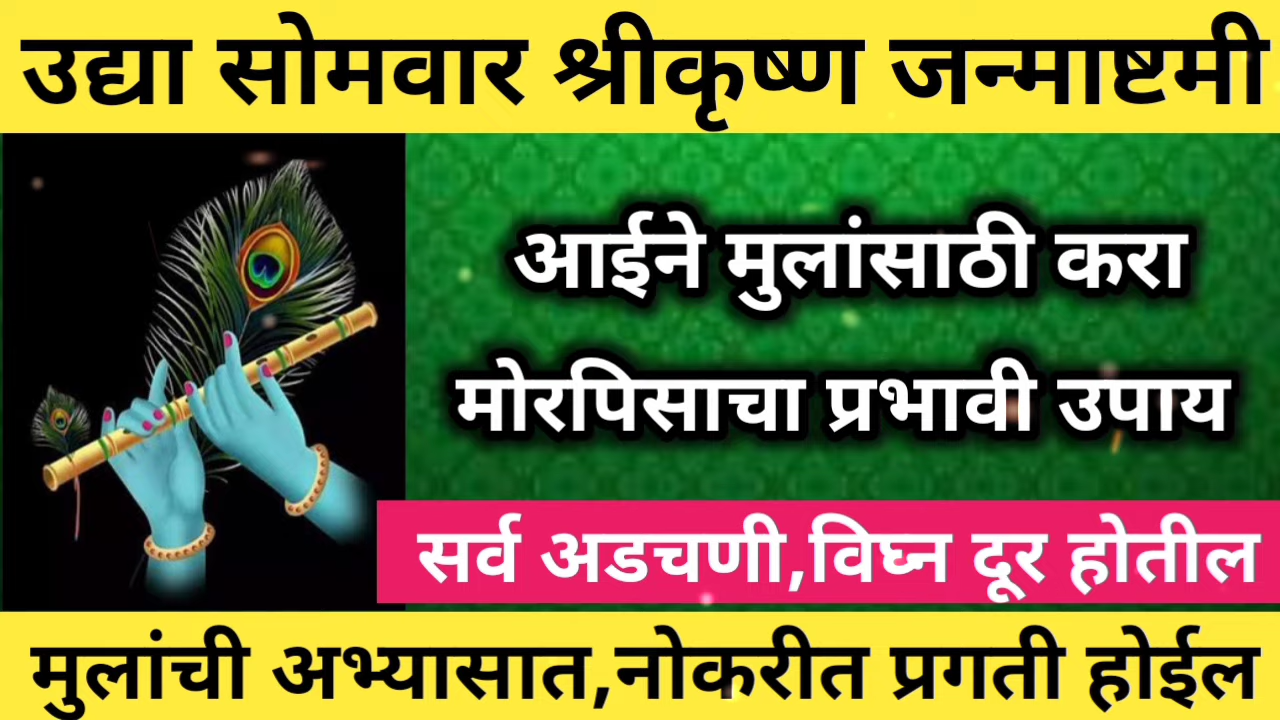 उद्या सोमवार श्रीकृष्ण जन्माष्टमी
आईने मुलांसाठी करा
मोरपिसाचा प्रभावी उपाय
सर्व अडचणी,विघ्न दूर होतील
मुलांची अभ्यासात,नोकरीत प्रगती होईल